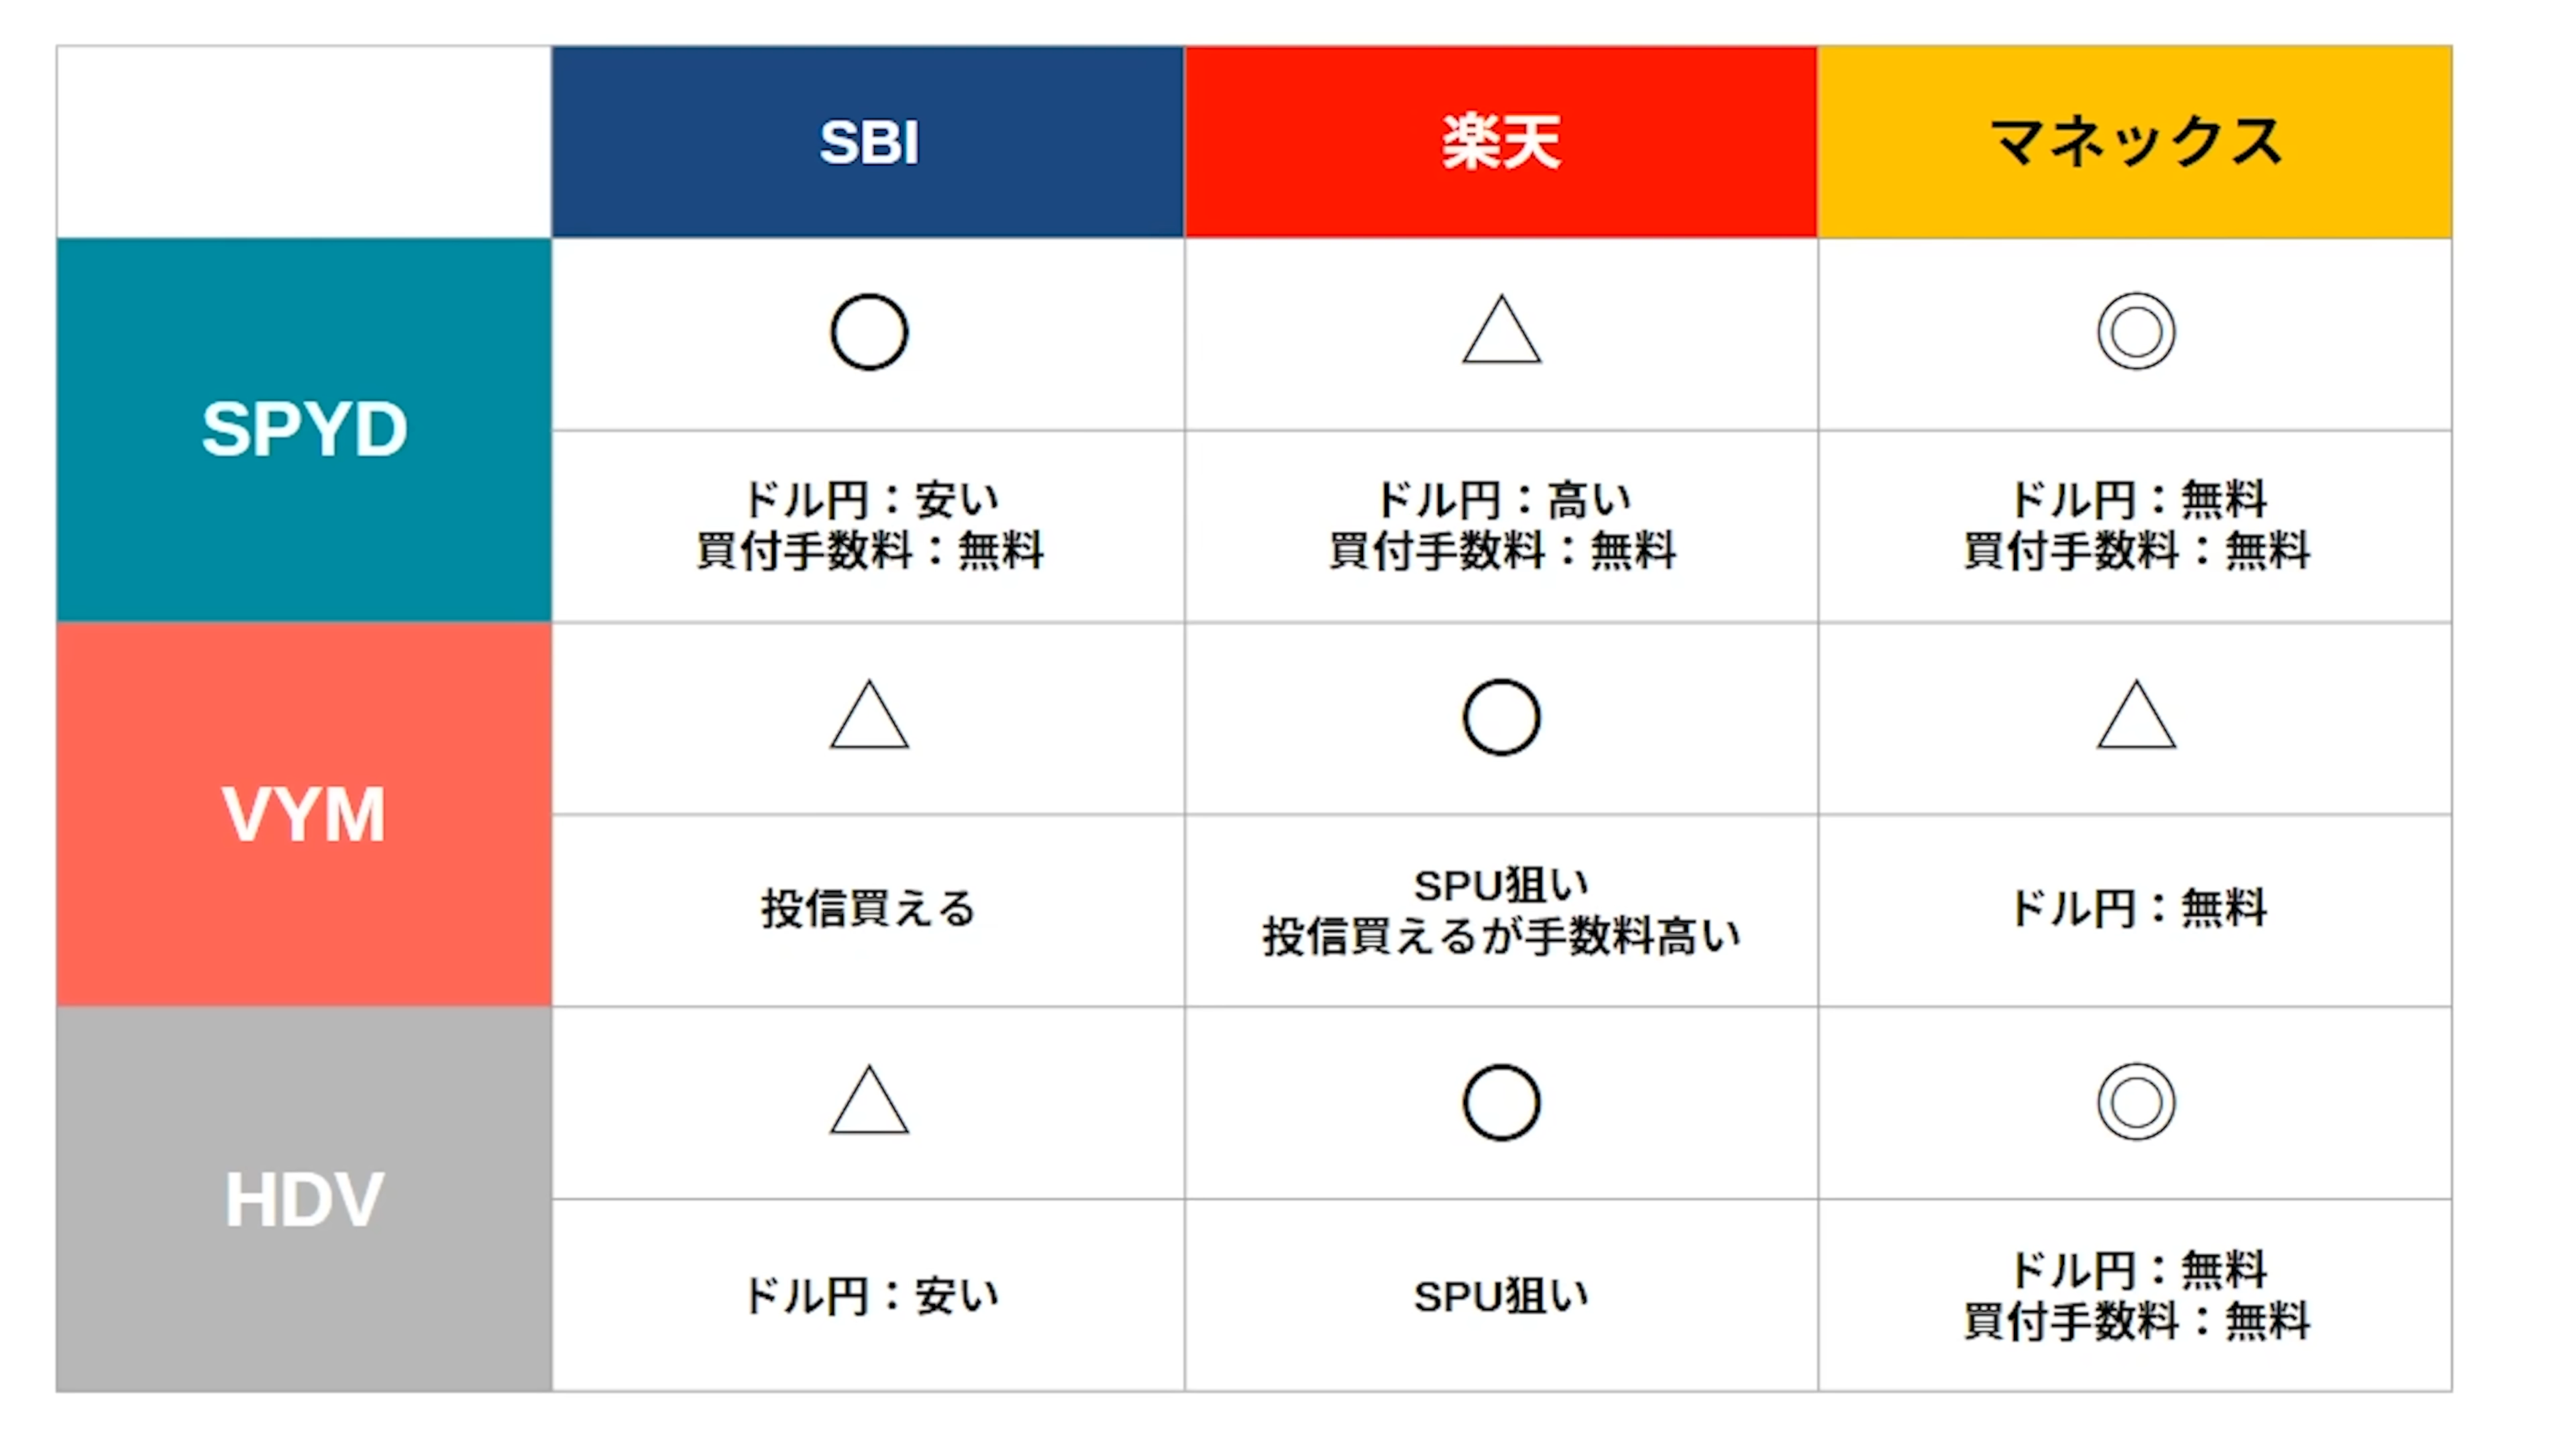 SBI 楽天 マネックス
SPYD
〇 △ ◎
ドル円：安い ドル円：高い ドル円：無料
買付手数料：無料 買付手数料：無料 買付手数料：無料
VYM
△ 〇 △
投信買える
SPU狙い
投信買えるが手数料高い
ドル円：無料
HDV
△ 〇 ◎
ドル円：安い
SPU狙い
ドル円：無料
買付手数料：無料